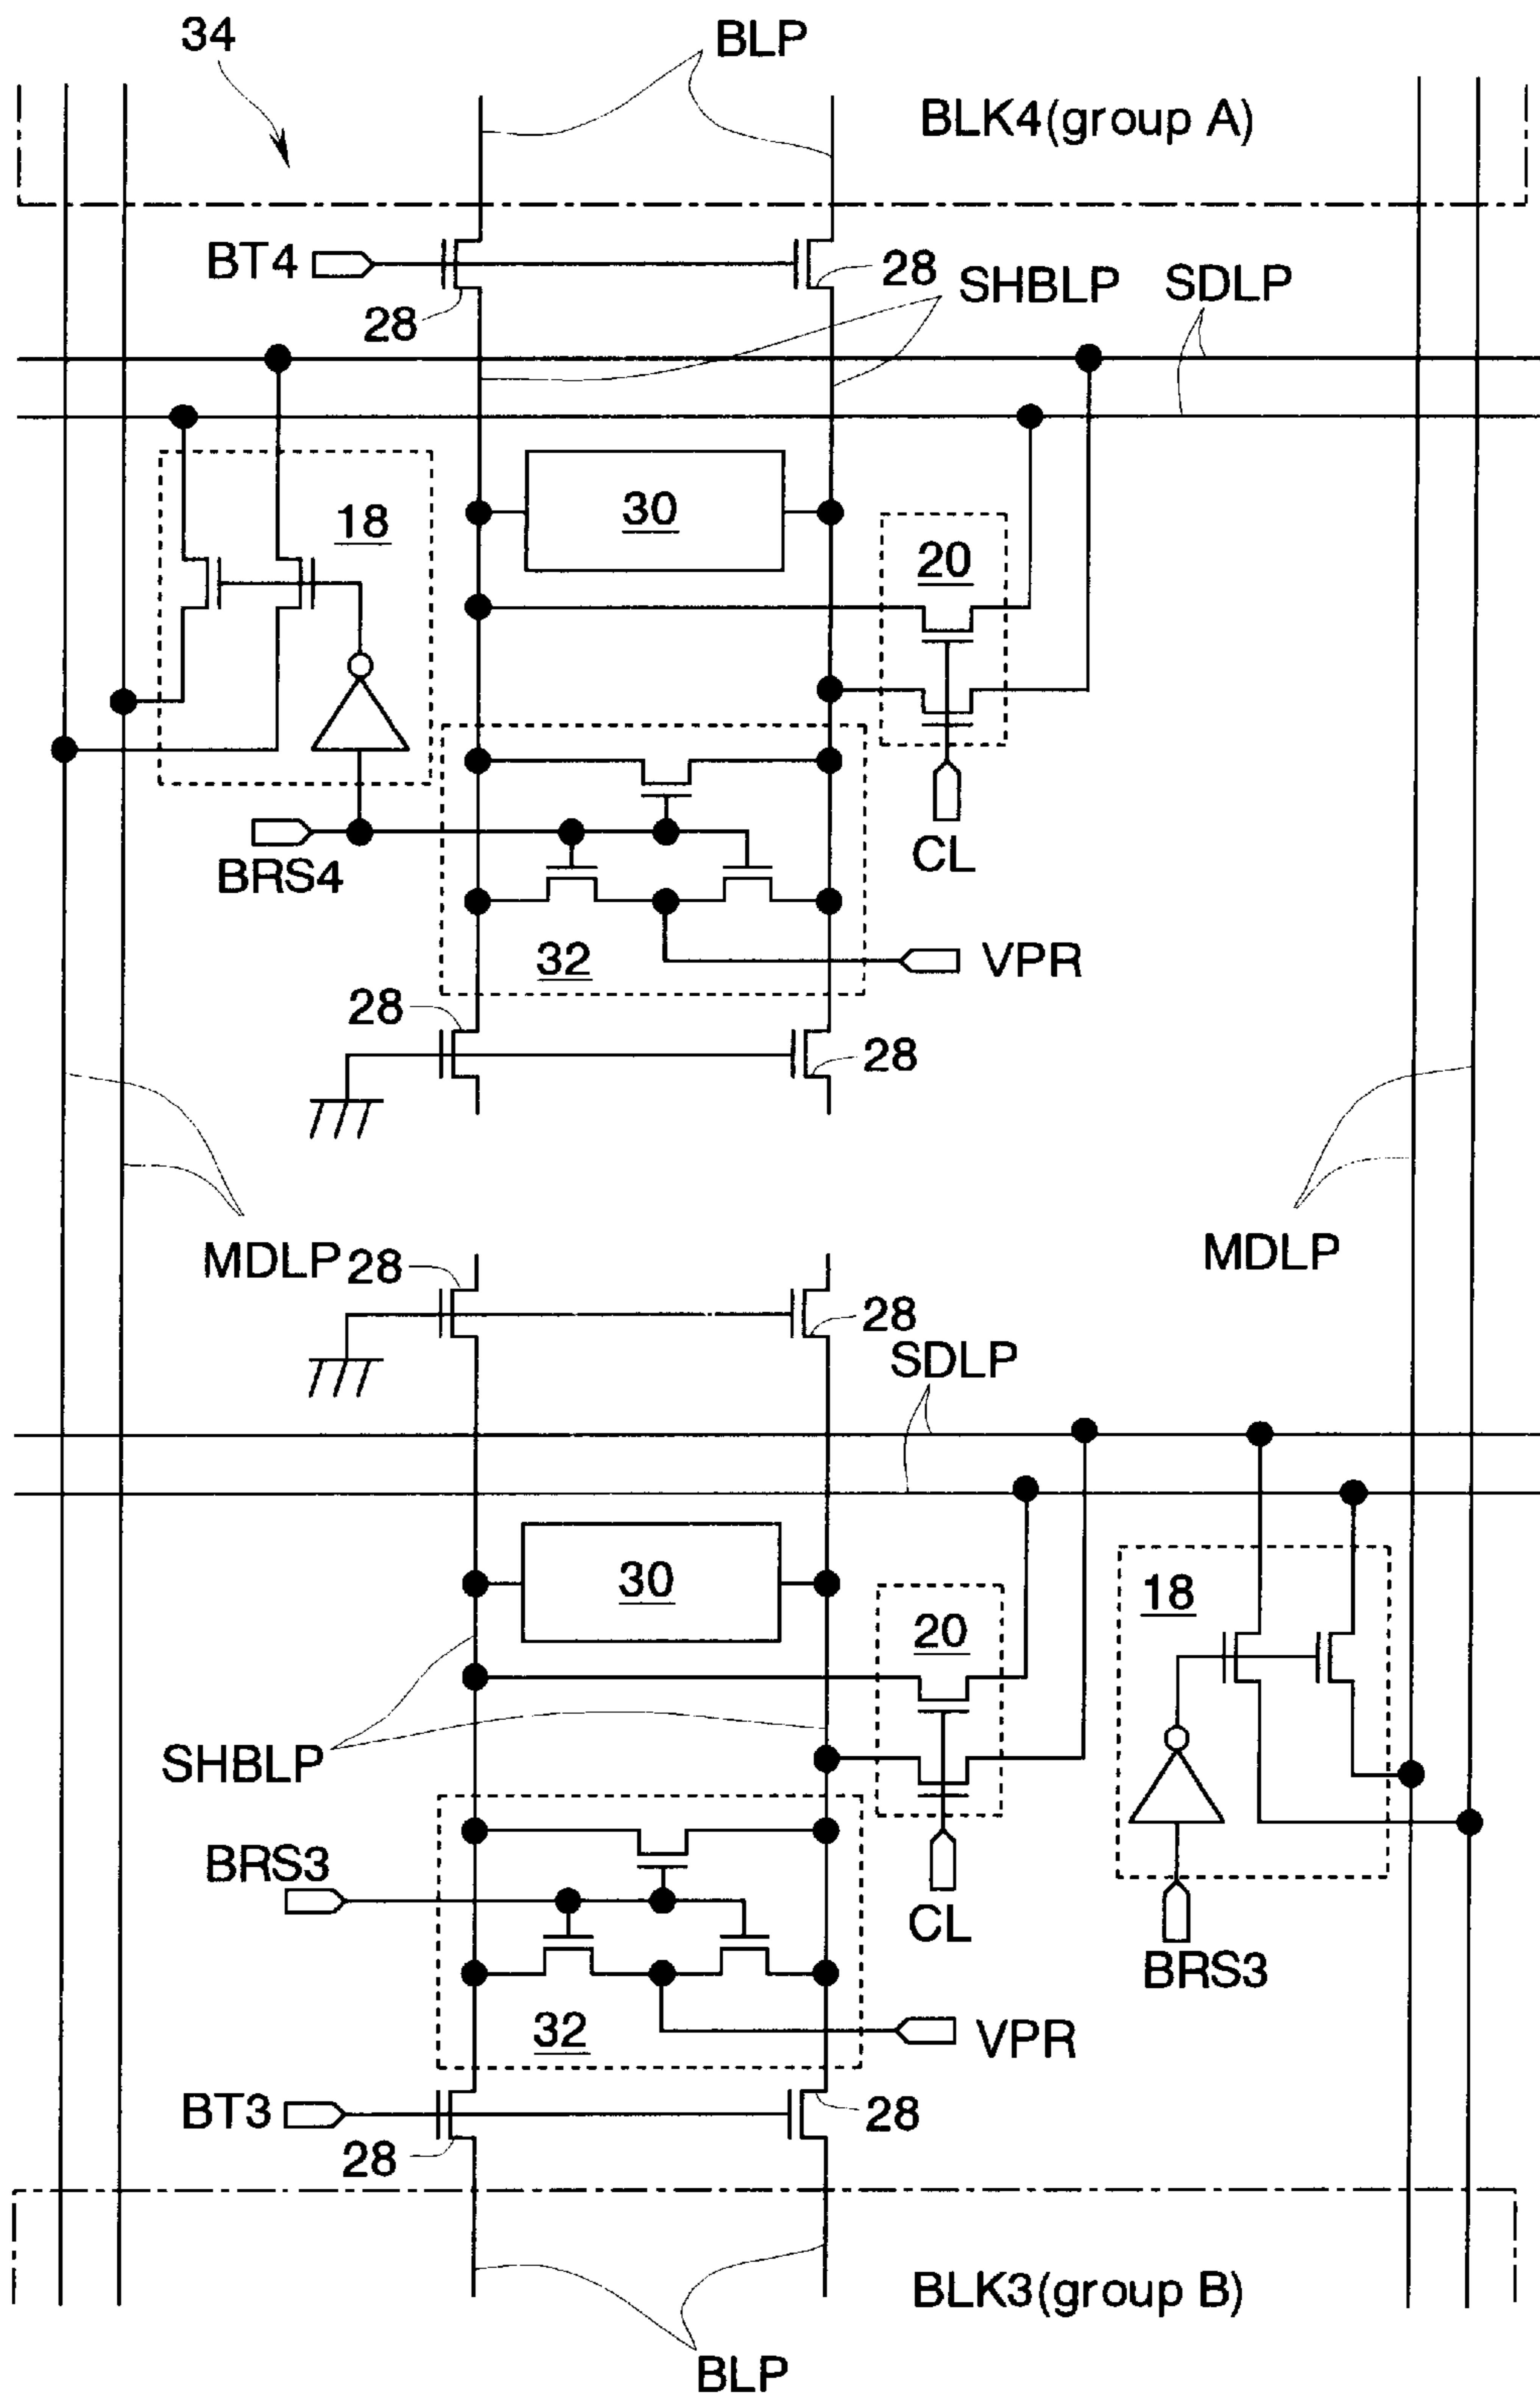 34
BLP
BLK4(group A)
BT4
28
28
SHBLP
SDLP
18
30
20
BRS4
CL
32
VPR
28
28
MDLP
MDLP
28
28
SDLP
30
20
18
SHBLP
BRS3
CL
BRS3
32
VPR
BT3
28
28
BLK3(group B)
BLP